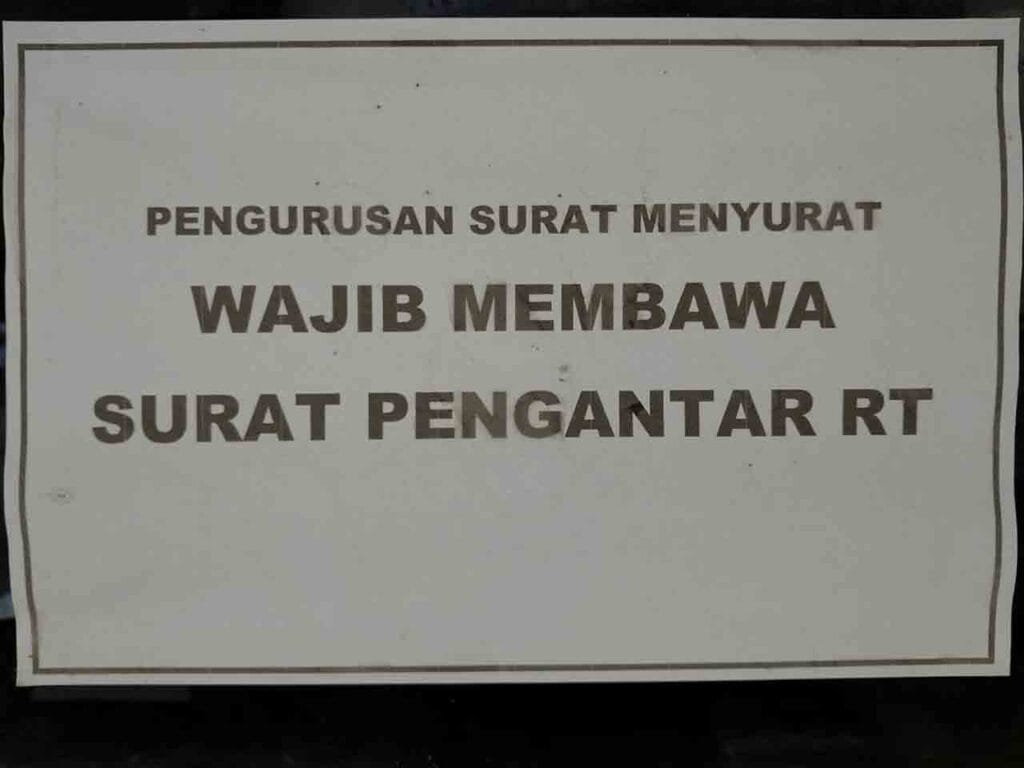 PENGURUSAN SURAT MENYURAT
WAJIB MEMBAWA
SURAT PENGANTAR RT